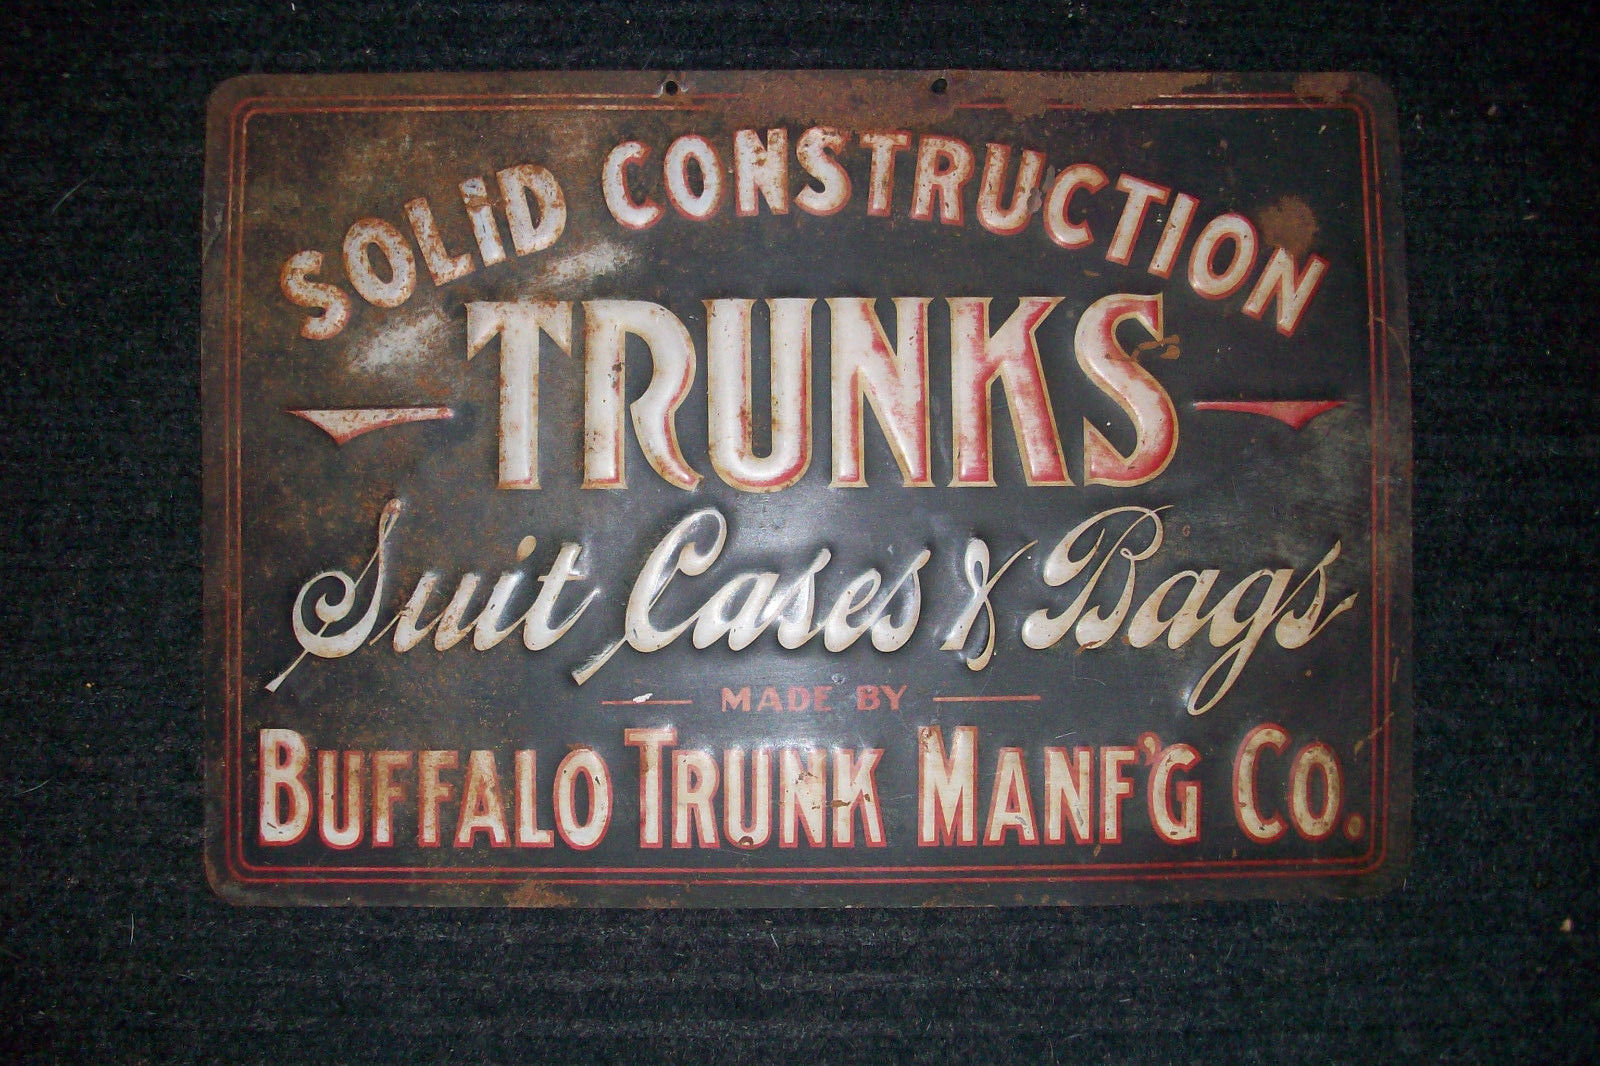 SOLID CONSTRUCTION
TRUNKS
Suit Cases & Bags
MADE BY
BUFFALO TRUNK MANF'G CO.